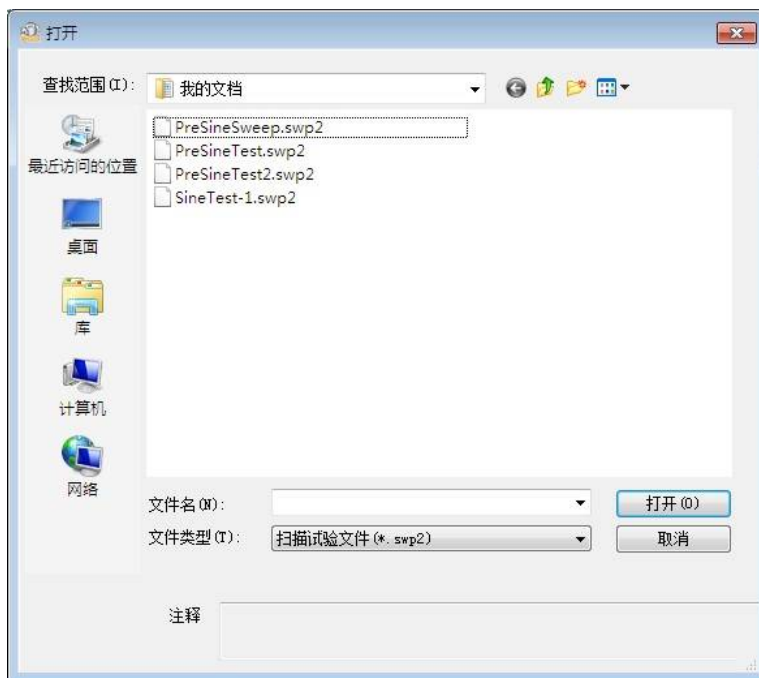 打开
查找范围(I):
我的文档
最近访问的位置
桌面
库
计算机
网络
PreSineSweep.swp2
PreSineTest.swp2
PreSineTest2.swp2
SineTest-1.swp2
文件名(N):
打开(O)
文件类型(T):
扫描试验文件(*.swp2)
取消
注释